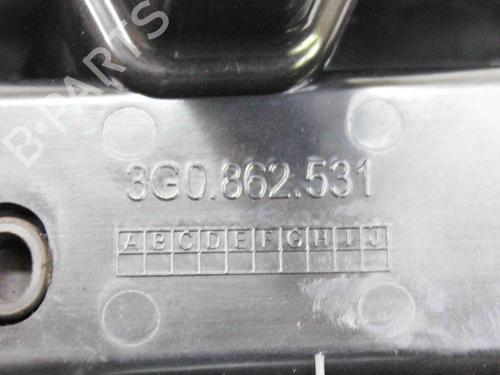 B-PARTS
3G0.862.531
A B C D E F G H I J